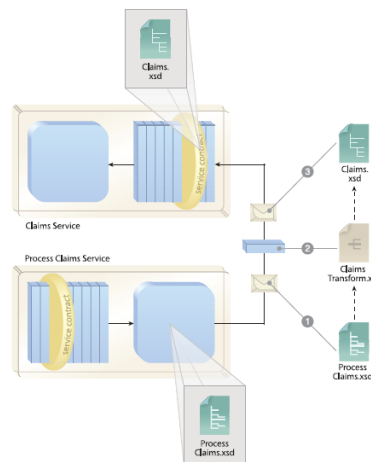 Claims.
xsd
service contract
Claims Service
3
Claims.
xsd
2
Claims
Transform.x
Process Claims Service
service contract
1
Process
Claims.xsd
Process
Claims.xsd